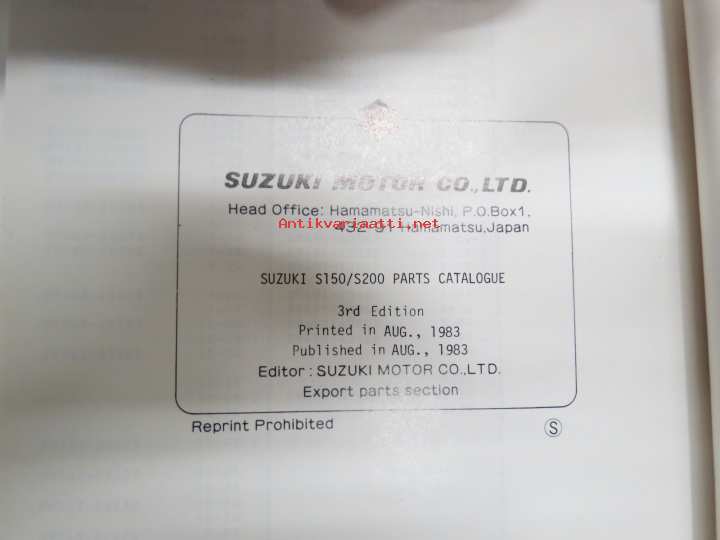 SUZUKI MOTOR CO.,LTD.
Head Office: Hamamatsu-Nishi, P.O.Box1,
Antikvariaatti.net
432-91 Hamamatsu,Japan
SUZUKI S150/S200 PARTS CATALOGUE
3rd Edition
Printed in AUG., 1983
Published in AUG., 1983
Editor : SUZUKI MOTOR CO.,LTD.
Export parts section
Reprint Prohibited
Ⓢ